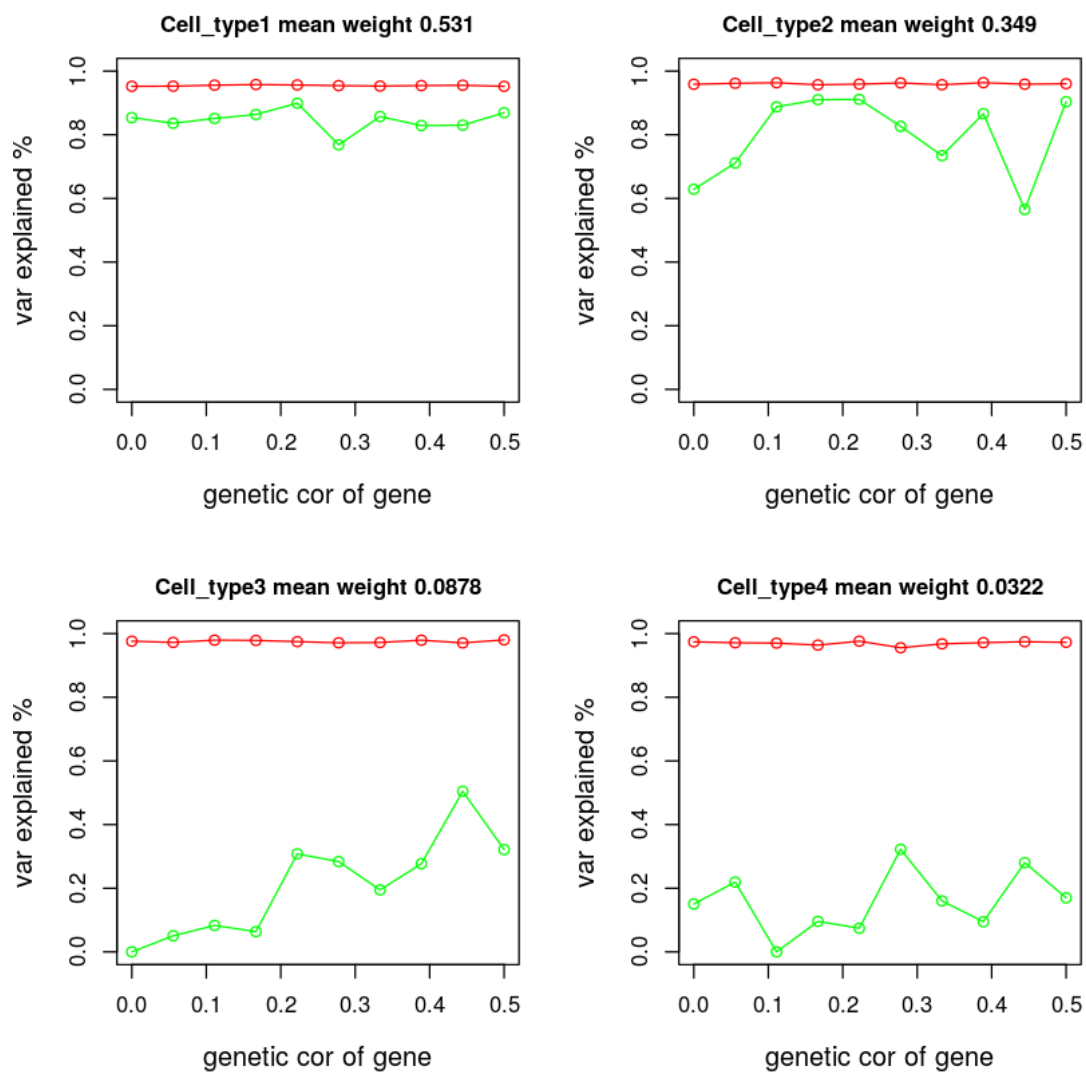 Cell_type1 mean weight 0.531
var explained %
1.0
0.8
0.6
0.4
0.2
0.0
0.0 0.1 0.2 0.3 0.4 0.5
genetic cor of gene
Cell_type2 mean weight 0.349
var explained %
1.0
0.8
0.6
0.4
0.2
0.0
0.0 0.1 0.2 0.3 0.4 0.5
genetic cor of gene
Cell_type3 mean weight 0.0878
var explained %
1.0
0.8
0.6
0.4
0.2
0.0
0.0 0.1 0.2 0.3 0.4 0.5
genetic cor of gene
Cell_type4 mean weight 0.0322
var explained %
1.0
0.8
0.6
0.4
0.2
0.0
0.0 0.1 0.2 0.3 0.4 0.5
genetic cor of gene